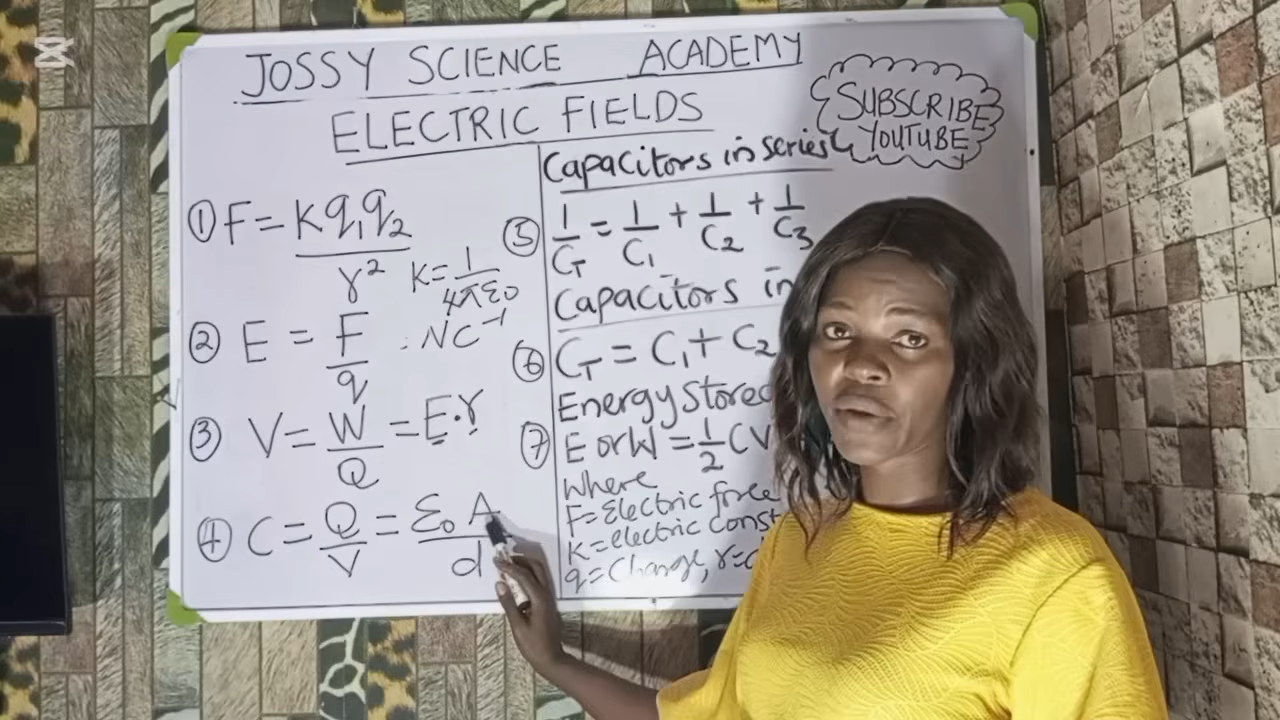 JOSSY SCIENCE ACADEMY
ELECTRIC FIELDS
SUBSCRIBE
YOUTUBE
① F = Kq₁q₂/r²
K = 1/4πε₀
② E = F/q : NC⁻¹
③ V = W/Q = E.r
④ C = Q/V = ε₀A/d
Capacitors in series
⑤ 1/C_T = 1/C₁ + 1/C₂ + 1/C₃
Capacitors in
⑥ C_T = C₁ + C₂
Energy Stored
⑦ E or W = 1/2 CV
Where
F = Electric force
K = electric const
q = Charge, r =